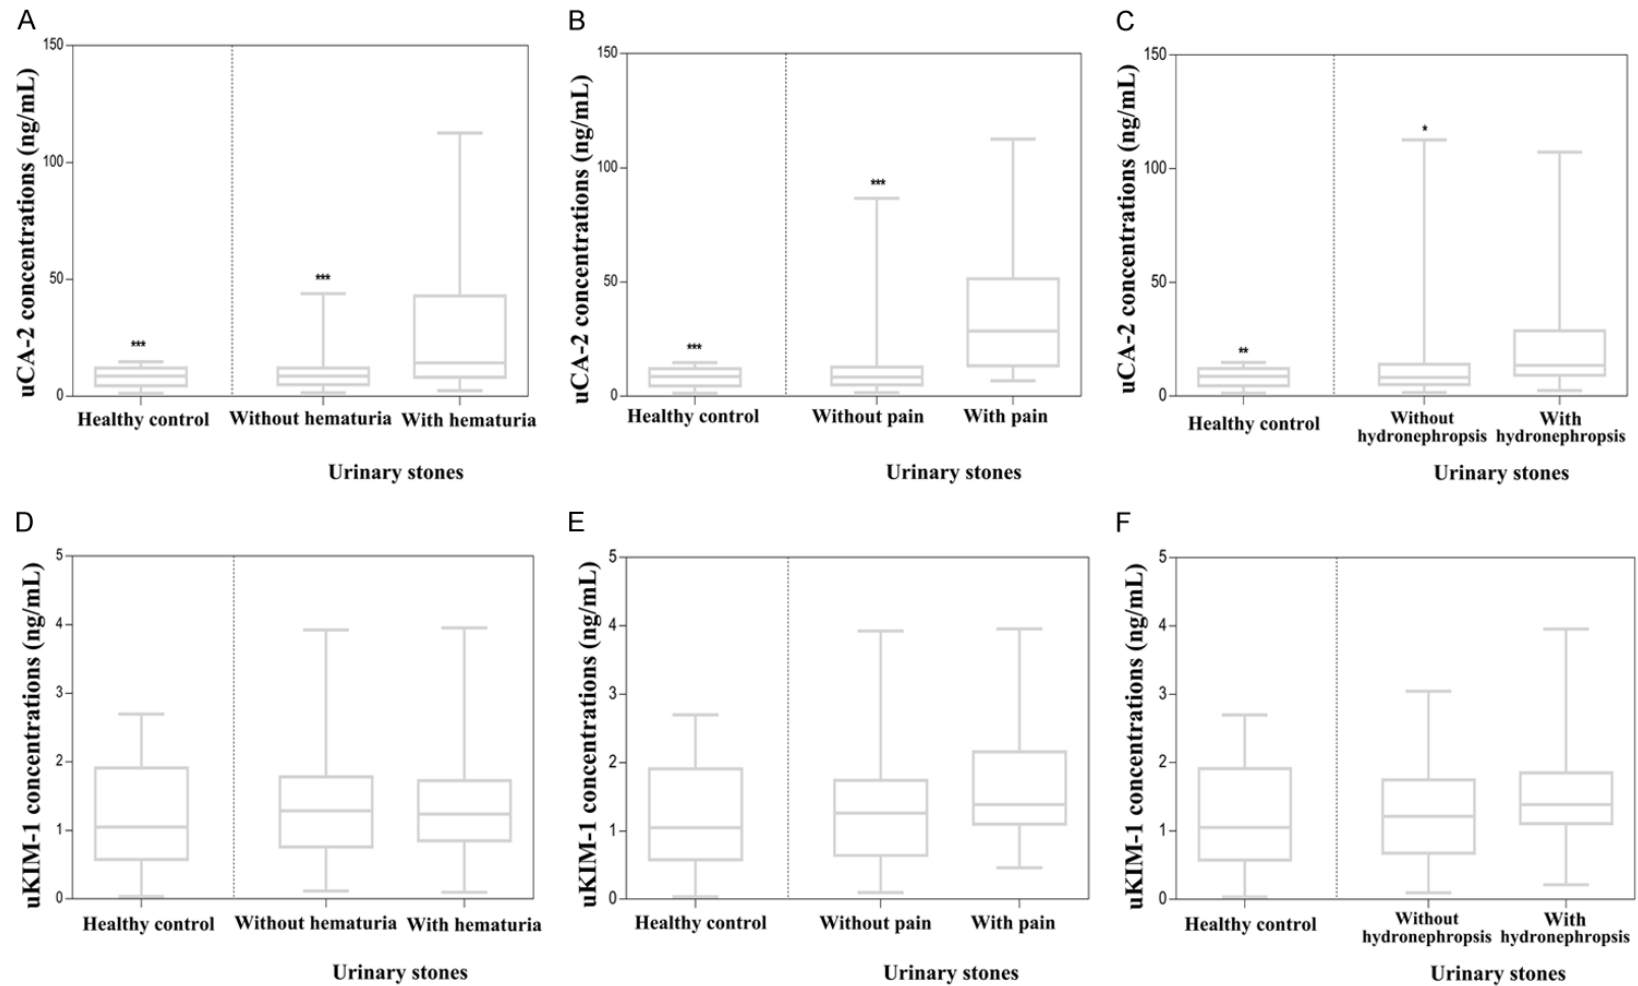 A
uCA-2 concentrations (ng/mL)
150
100
50
0
***
***
Healthy control
Without hematuria
With hematuria
Urinary stones
B
uCA-2 concentrations (ng/mL)
150
100
50
0
***
***
Healthy control
Without pain
With pain
Urinary stones
C
uCA-2 concentrations (ng/mL)
150
100
50
0
**
*
Healthy control
Without
hydronephropsis
With
hydronephropsis
Urinary stones
D
uKIM-1 concentrations (ng/mL)
5
4
3
2
1
0
Healthy control
Without hematuria
With hematuria
Urinary stones
E
uKIM-1 concentrations (ng/mL)
5
4
3
2
1
0
Healthy control
Without pain
With pain
Urinary stones
F
uKIM-1 concentrations (ng/mL)
5
4
3
2
1
0
Healthy control
Without
hydronephropsis
With
hydronephropsis
Urinary stones